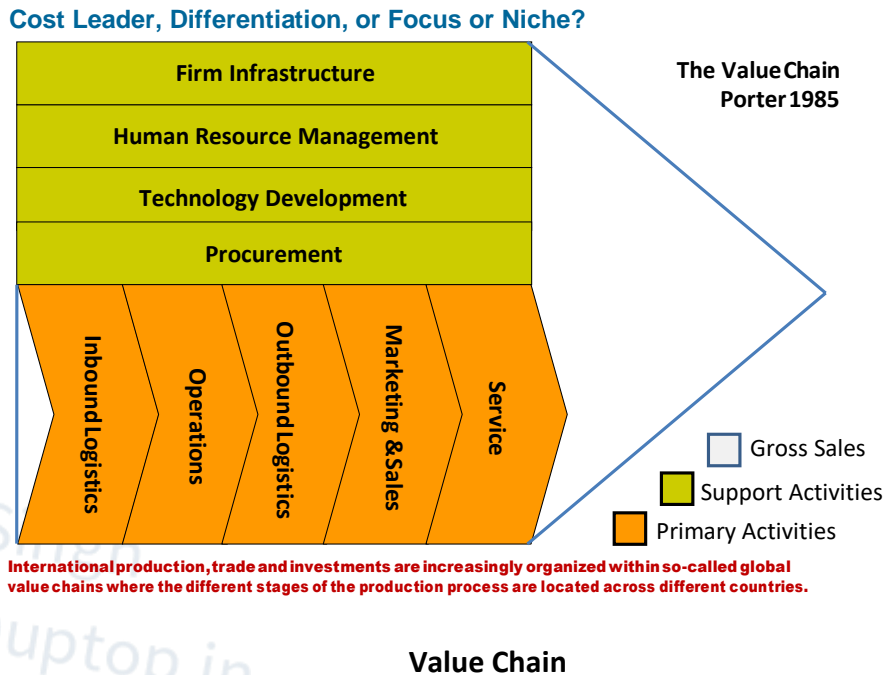 Cost Leader, Differentiation, or Focus or Niche?
The Value Chain
Porter 1985
Firm Infrastructure
Human Resource Management
Technology Development
Procurement
Inbound Logistics
Operations
Outbound Logistics
Marketing & Sales
Service
Gross Sales
Support Activities
Primary Activities
International production, trade and investments are increasingly organized within so-called global
value chains where the different stages of the production process are located across different countries.
Singh
Value Chain